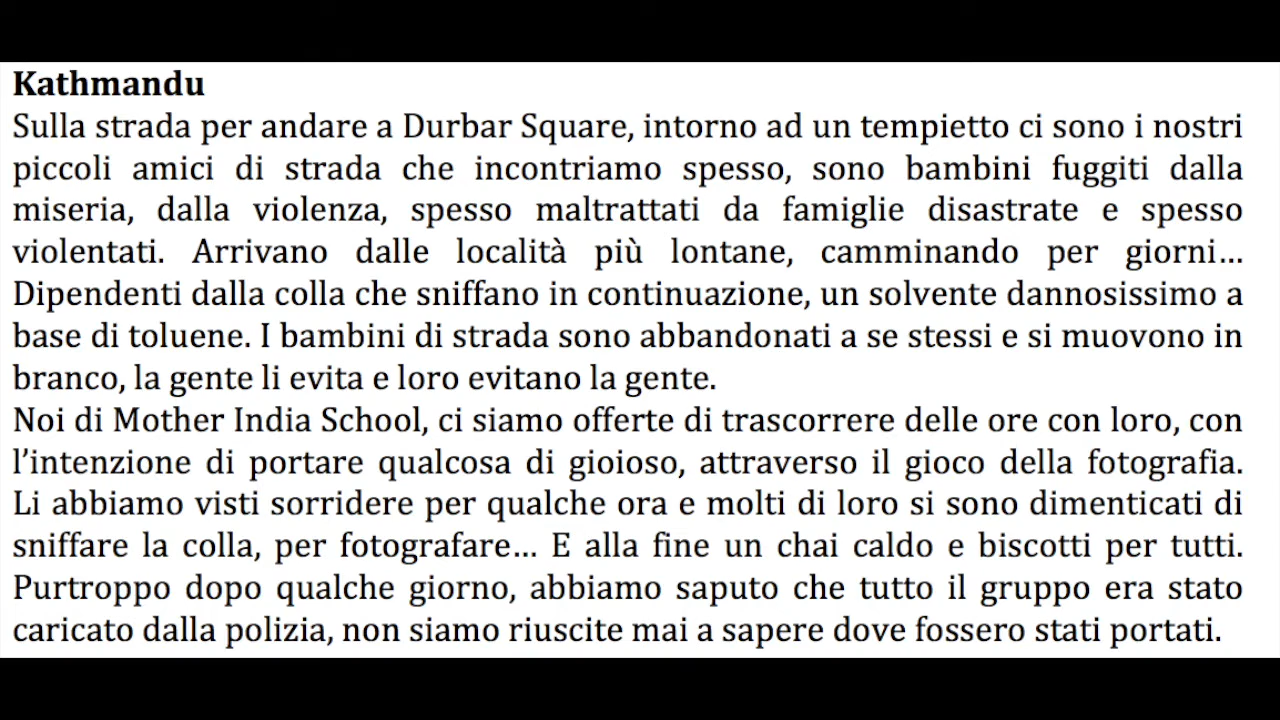 Kathmandu
Sulla strada per andare a Durbar Square, intorno ad un tempietto ci sono i nostri
piccoli amici di strada che incontriamo spesso, sono bambini fuggiti dalla
miseria, dalla violenza, spesso maltrattati da famiglie disastrate e spesso
violentati. Arrivano dalle località più lontane, camminando per giorni…
Dipendenti dalla colla che sniffano in continuazione, un solvente dannosissimo a
base di toluene. I bambini di strada sono abbandonati a se stessi e si muovono in
branco, la gente li evita e loro evitano la gente.
Noi di Mother India School, ci siamo offerte di trascorrere delle ore con loro, con
l’intenzione di portare qualcosa di gioioso, attraverso il gioco della fotografia.
Li abbiamo visti sorridere per qualche ora e molti di loro si sono dimenticati di
sniffare la colla, per fotografare… E alla fine un chai caldo e biscotti per tutti.
Purtroppo dopo qualche giorno, abbiamo saputo che tutto il gruppo era stato
caricato dalla polizia, non siamo riuscite mai a sapere dove fossero stati portati.